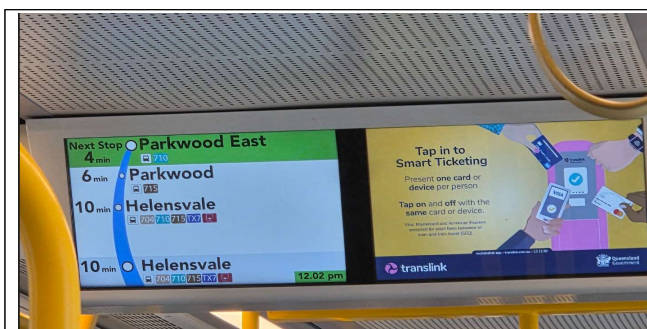 Next Stop Parkwood East
4 min 710
6 min Parkwood
715
10 min Helensvale
704 710 715 TX7
10 min Helensvale
704 710 715 TX7
12.02 pm
Tap in to
Smart Ticketing
Present one card or
device per person
Tap on and off with the
same card or device.
translink
VISA
translink
Queensland
Government